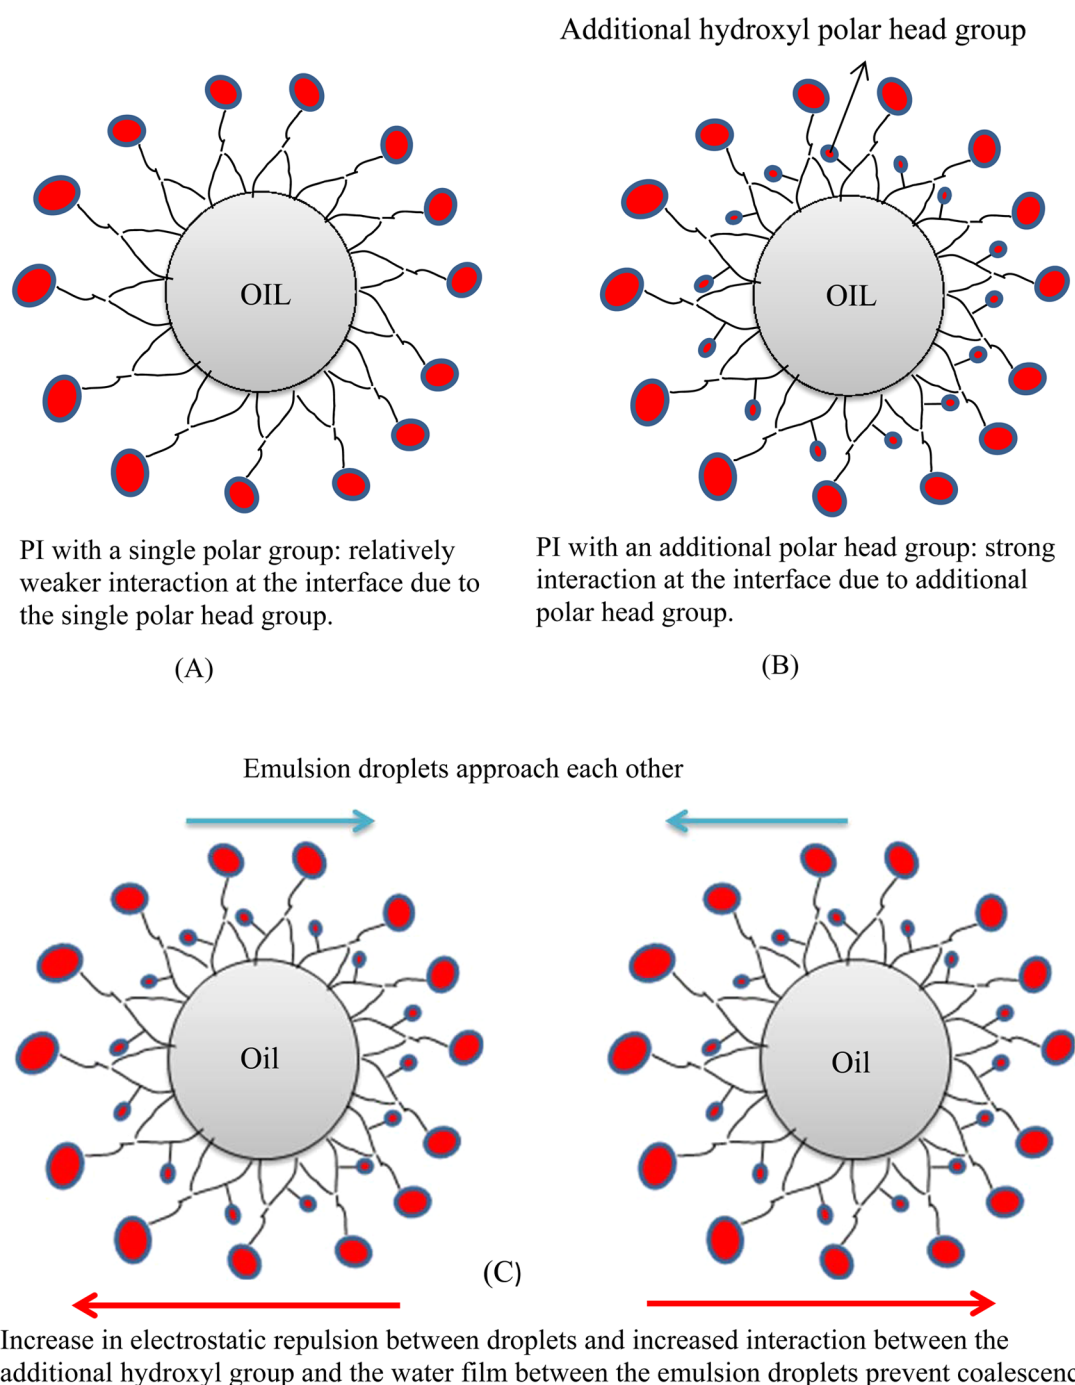 Additional hydroxyl polar head group
OIL
OIL
PI with a single polar group: relatively
weaker interaction at the interface due to
the single polar head group.
(A)
PI with an additional polar head group: strong
interaction at the interface due to additional
polar head group.
(B)
Emulsion droplets approach each other
Oil
Oil
(C)
Increase in electrostatic repulsion between droplets and increased interaction between the
additional hydroxyl group and the water film between the emulsion droplets prevent coalescenc